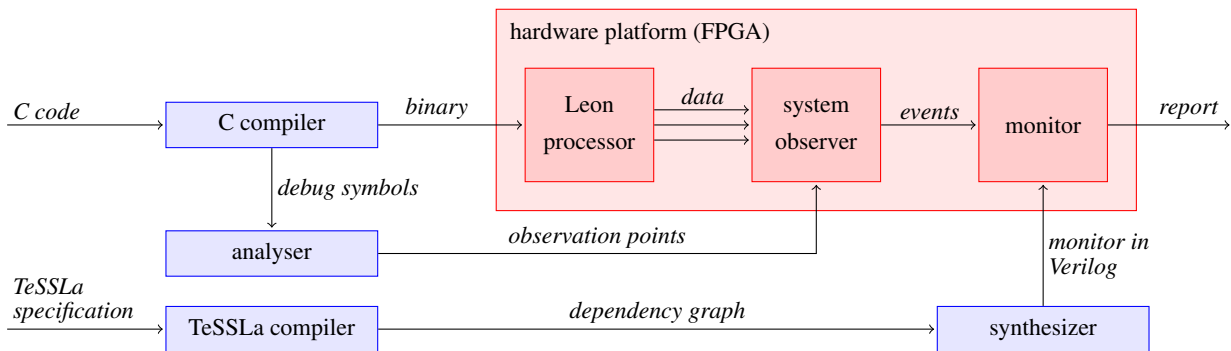 hardware platform (FPGA)
C code
C compiler
binary
Leon
processor
data
system
observer
events
monitor
report
debug symbols
analyser
observation points
monitor in
Verilog
TeSSLa
specification
TeSSLa compiler
dependency graph
synthesizer